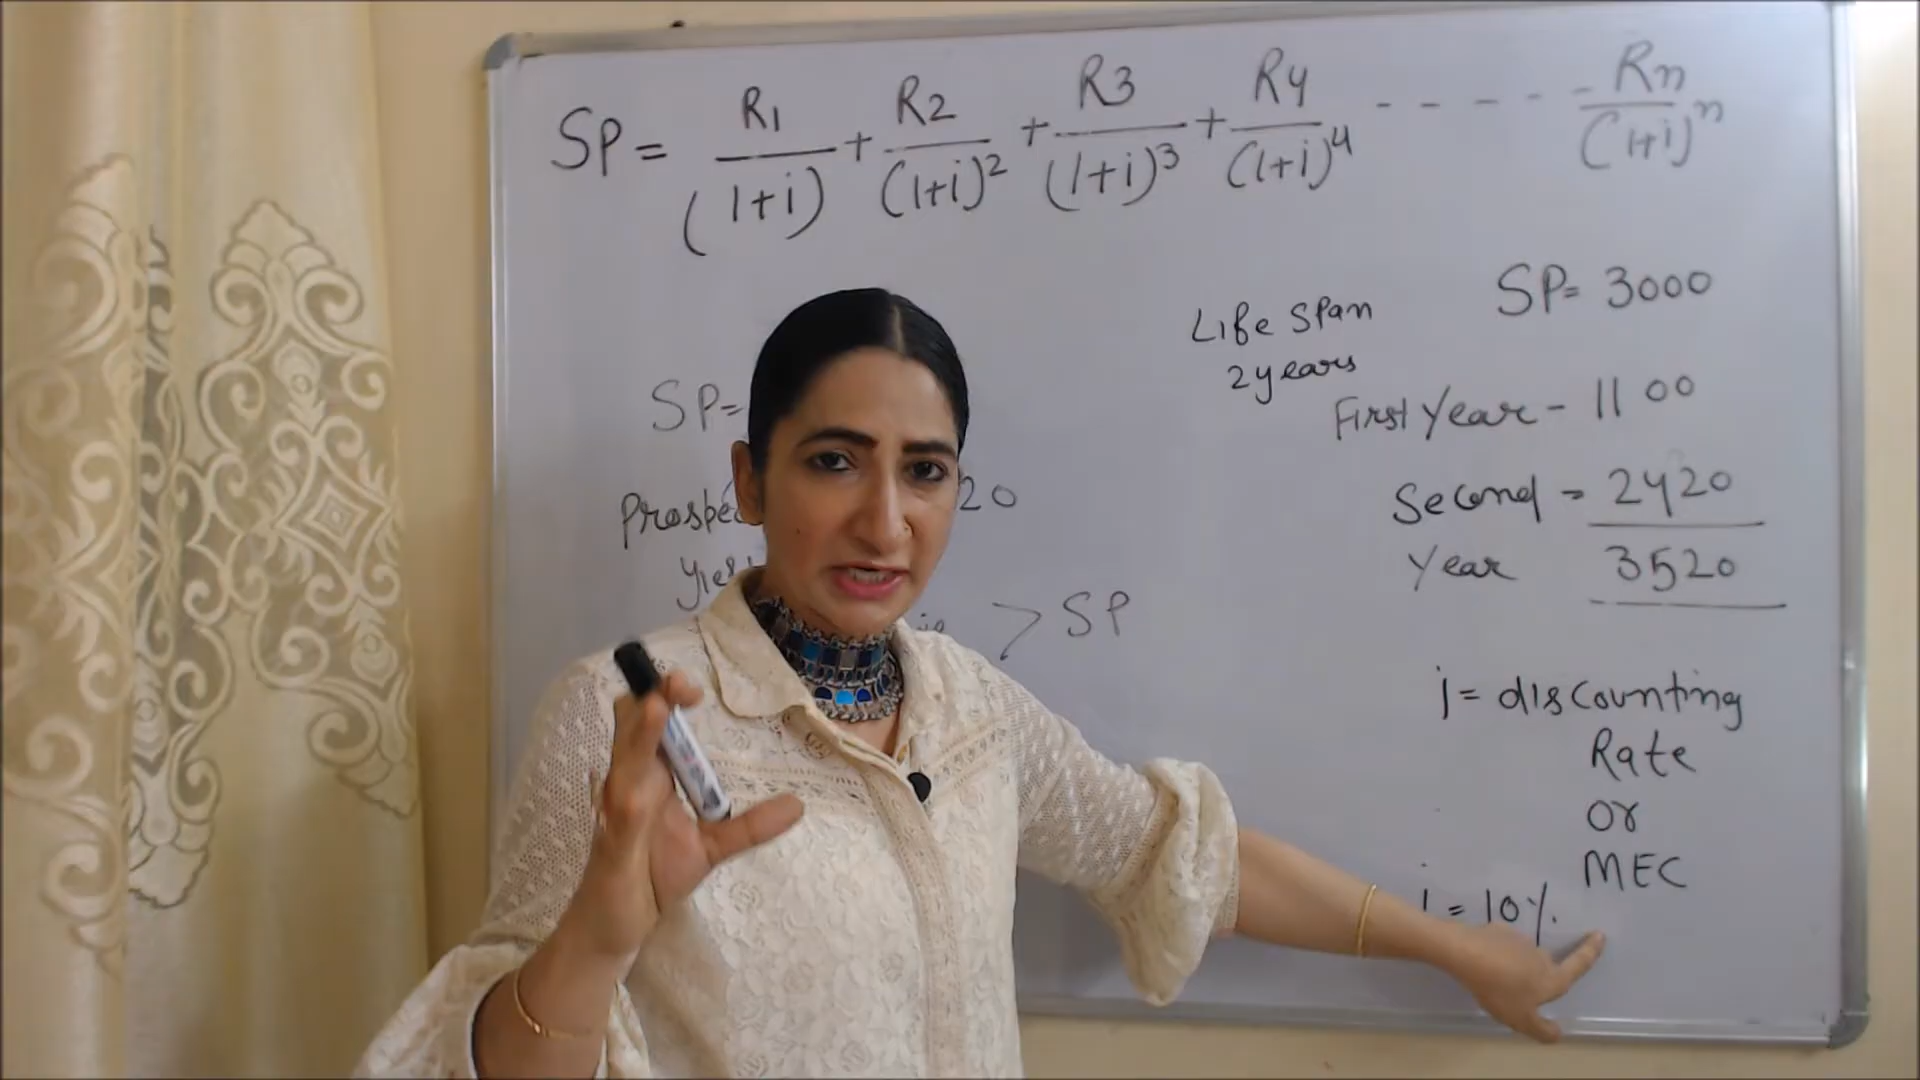 SP = R1/(1+i) + R2/(1+i)² + R3/(1+i)³ + R4/(1+i)⁴ - - - - - Rn/(1+i)ⁿ
SP= 3000
Life Span
2 years
First Year - 1100
Second = 2420
Year 3520
SP=
20
> SP
i = discounting
Rate
or
MEC
i = 10%.